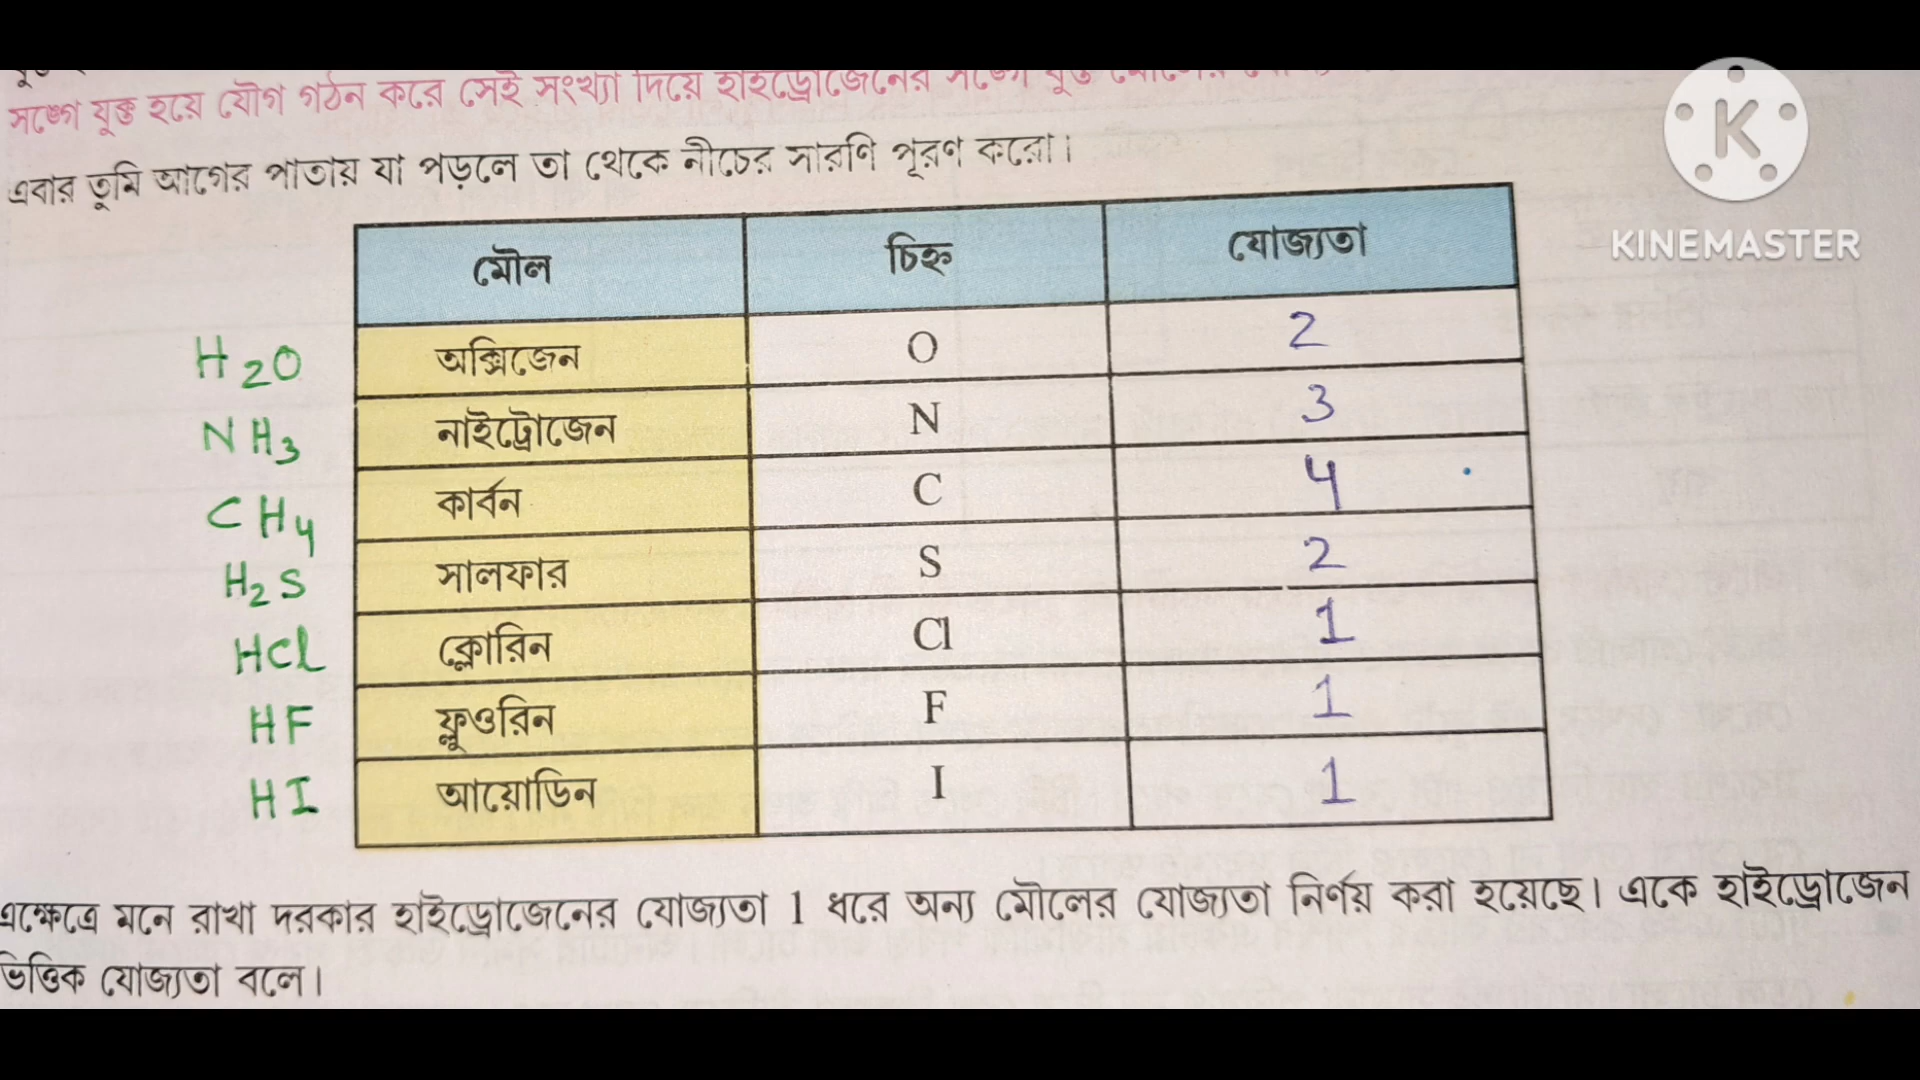 সঙ্গে যুক্ত হয়ে যৌগ গঠন করে সেই সংখ্যা দিয়ে হাইড্রোজেনের সঙ্গে যুক্ত
এবার তুমি আগের পাতায় যা পড়লে তা থেকে নীচের সারণি পূরণ করো।
K
KINEMASTER
মৌল চিহ্ন যোজ্যতা
H2O অক্সিজেন O 2
NH3 নাইট্রোজেন N 3
CH4 কার্বন C 4
H2S সালফার S 2
HCl ক্লোরিন Cl 1
HF ফ্লুওরিন F 1
HI আয়োডিন I 1
এক্ষেত্রে মনে রাখা দরকার হাইড্রোজেনের যোজ্যতা 1 ধরে অন্য মৌলের যোজ্যতা নির্ণয় করা হয়েছে। একে হাইড্রোজেন
ভিত্তিক যোজ্যতা বলে।